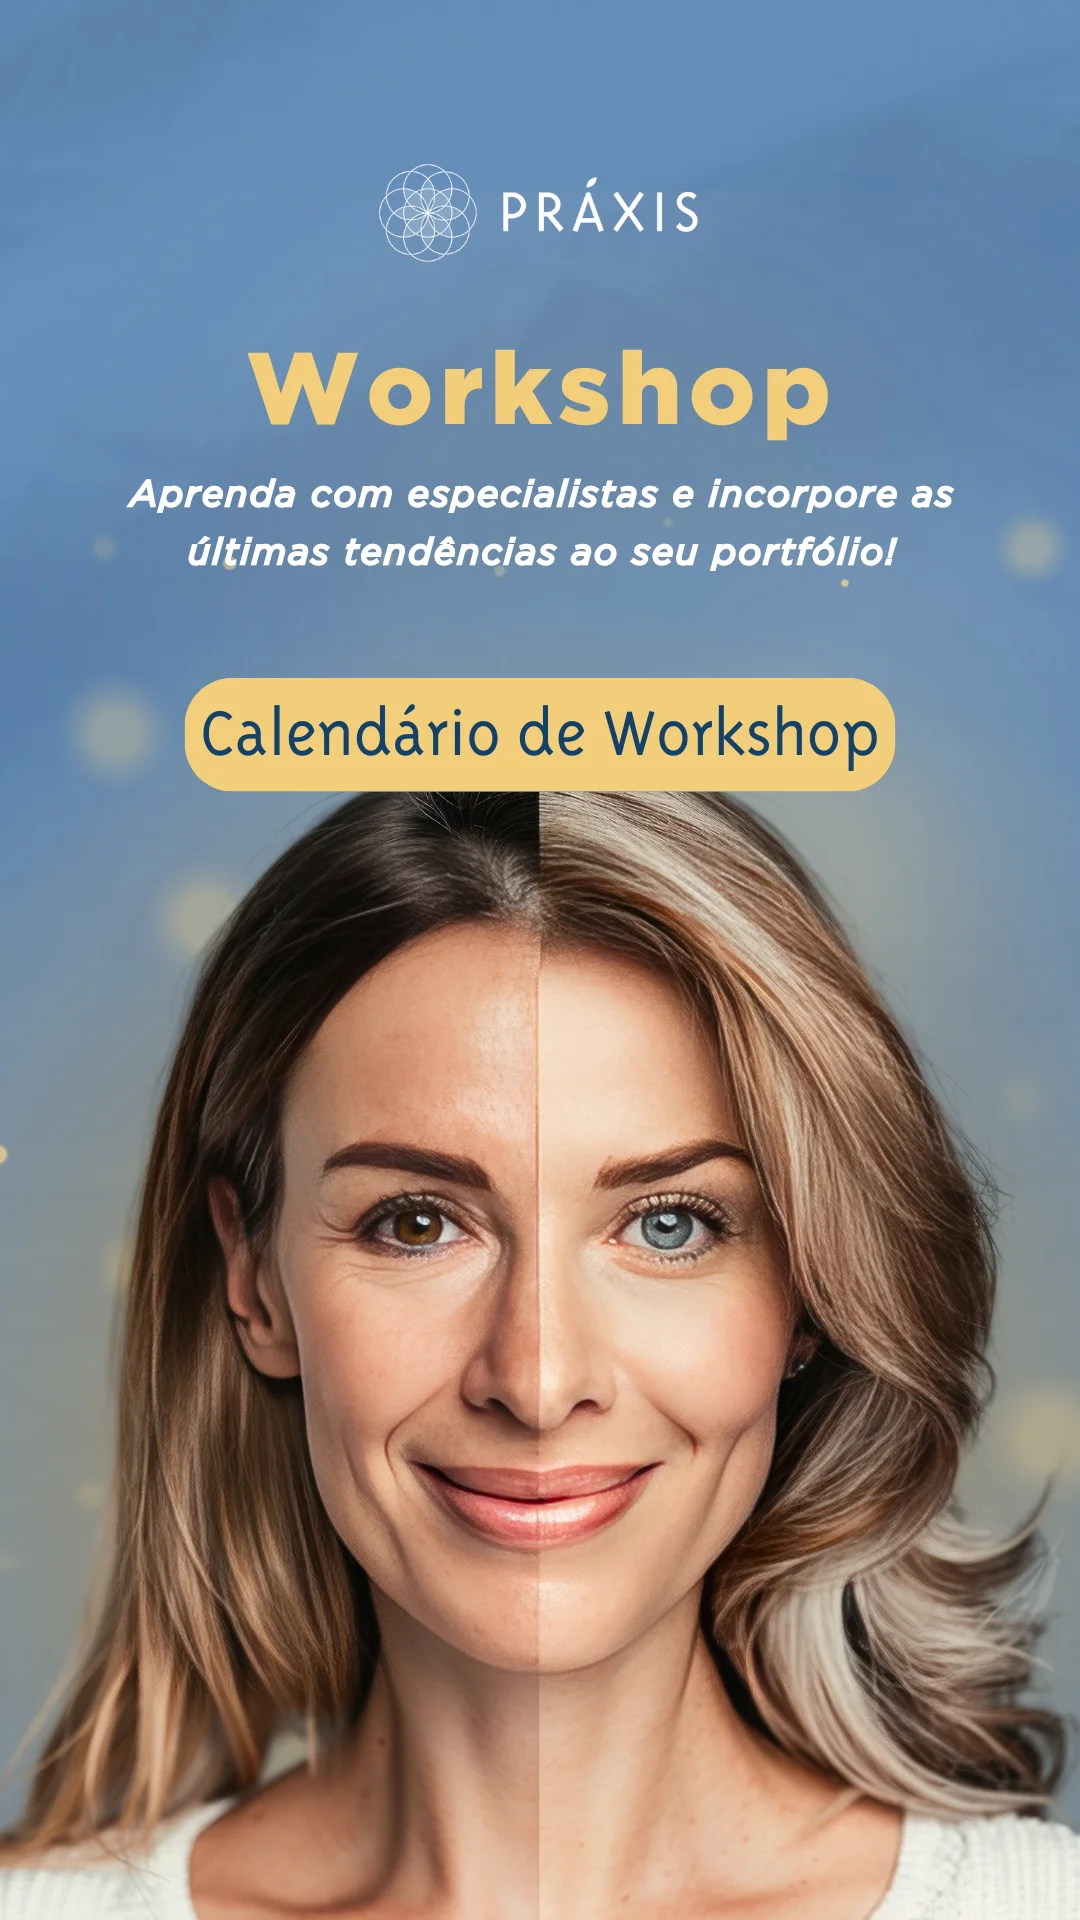 PRÁXIS
Workshop
Aprenda com especialistas e incorpore as
últimas tendências ao seu portfólio!
Calendário de Workshop